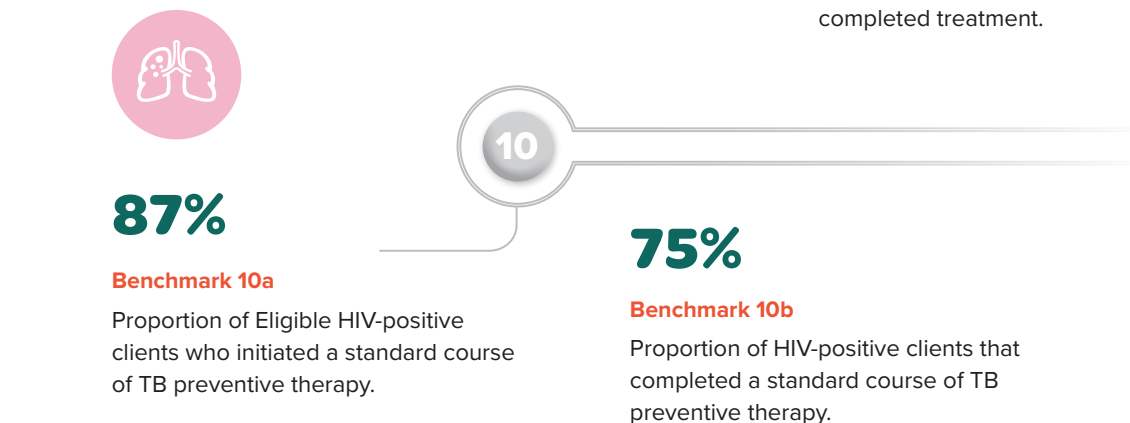 completed treatment.
10
87%
Benchmark 10a
Proportion of Eligible HIV-positive
clients who initiated a standard course
of TB preventive therapy.
75%
Benchmark 10b
Proportion of HIV-positive clients that
completed a standard course of TB
preventive therapy.